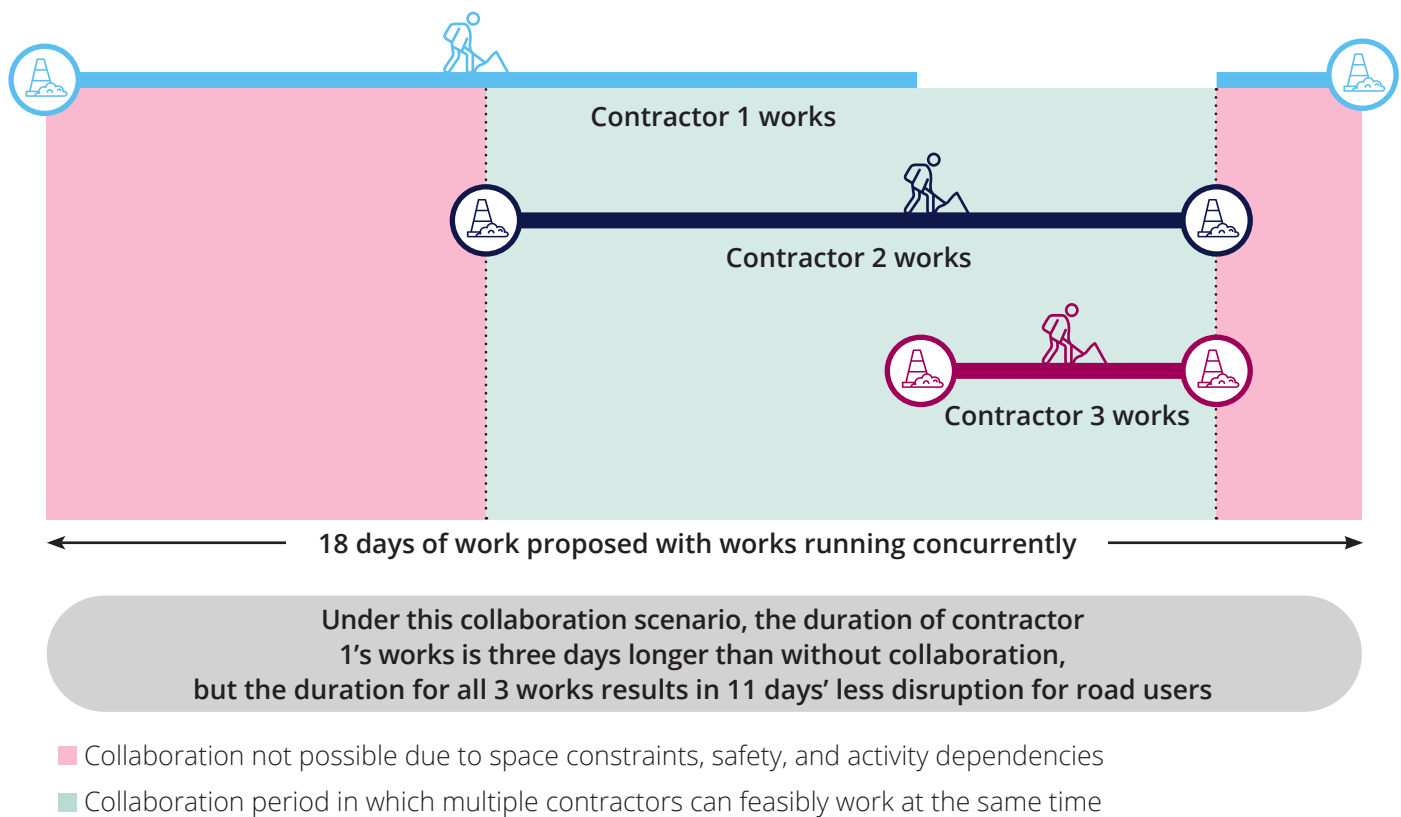 Contractor 1 works
Contractor 2 works
Contractor 3 works
18 days of work proposed with works running concurrently
Under this collaboration scenario, the duration of contractor
1’s works is three days longer than without collaboration,
but the duration for all 3 works results in 11 days’ less disruption for road users
Collaboration not possible due to space constraints, safety, and activity dependencies
Collaboration period in which multiple contractors can feasibly work at the same time